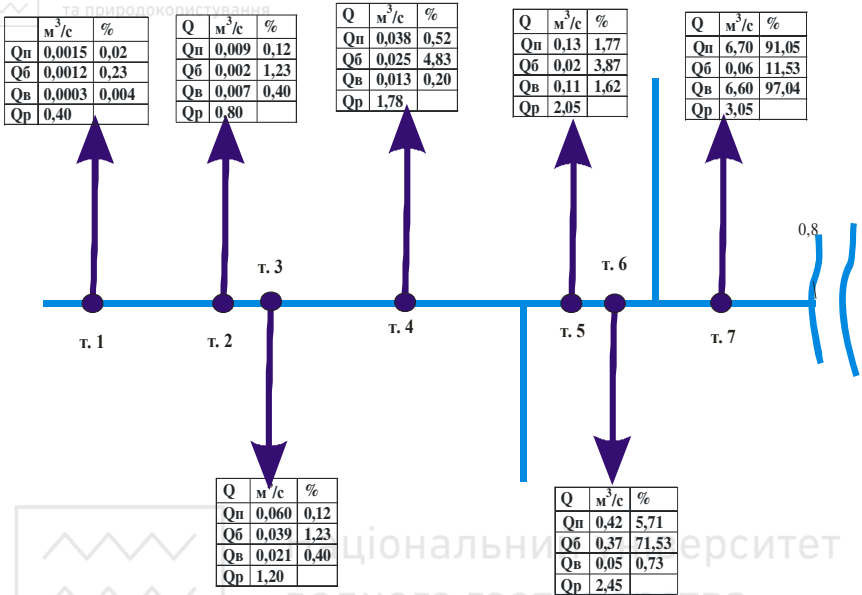 та природокористування
м³/с %
Qп 0,0015 0,02
Qб 0,0012 0,23
Qв 0,0003 0,004
Qр 0,40
Q м³/с %
Qп 0,009 0,12
Qб 0,002 1,23
Qв 0,007 0,40
Qр 0,80
Q м³/с %
Qп 0,038 0,52
Qб 0,025 4,83
Qв 0,013 0,20
Qр 1,78
Q м³/с %
Qп 0,13 1,77
Qб 0,02 3,87
Qв 0,11 1,62
Qр 2,05
Q м³/с %
Qп 6,70 91,05
Qб 0,06 11,53
Qв 6,60 97,04
Qр 3,05
0,8
т. 3
т. 6
т. 1
т. 2
т. 4
т. 5
т. 7
Q м³/с %
Qп 0,060 0,12
Qб 0,039 1,23
Qв 0,021 0,40
Qр 1,20
Q м³/с %
Qп 0,42 5,71
Qб 0,37 71,53
Qв 0,05 0,73
Qр 2,45